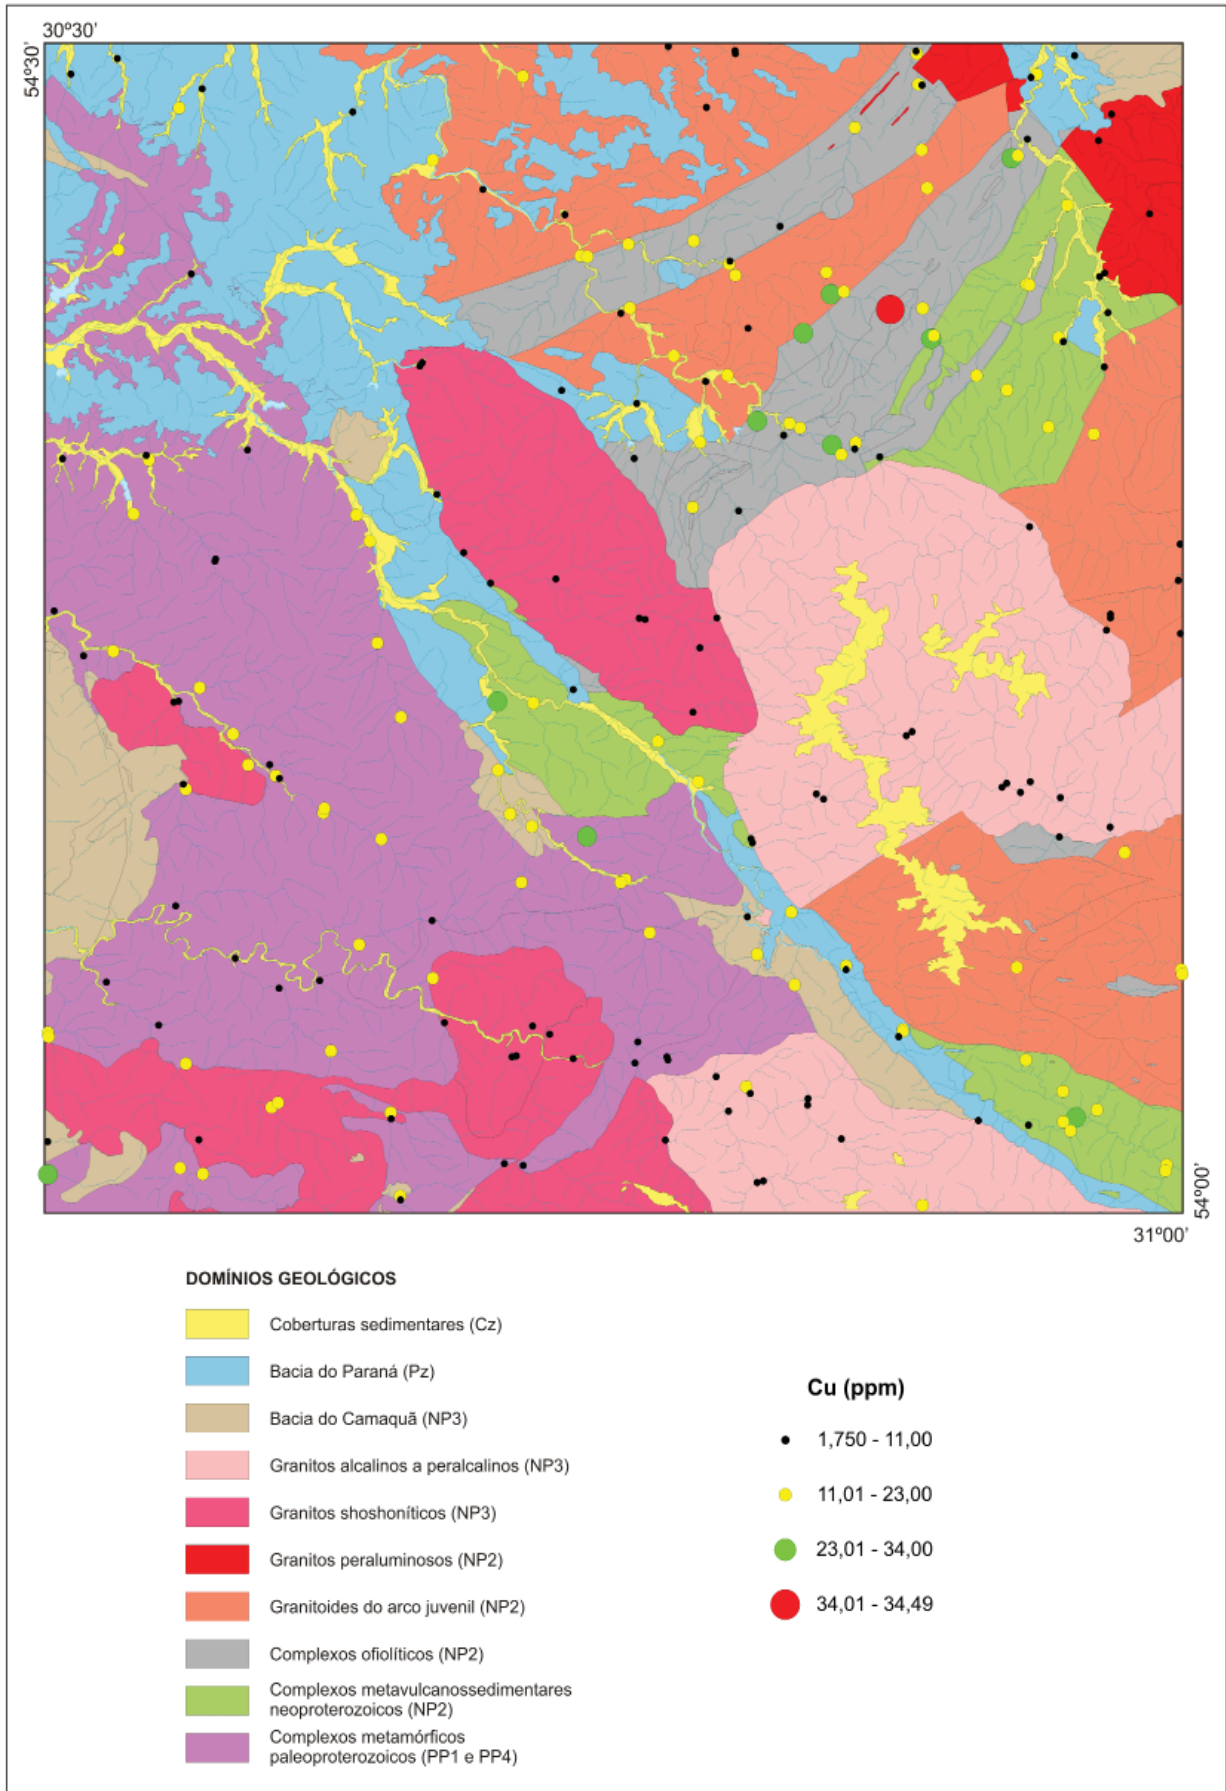 30º30'
54º30'
54º00'
31º00'
DOMÍNIOS GEOLÓGICOS
Coberturas sedimentares (Cz)
Bacia do Paraná (Pz)
Bacia do Camaquã (NP3)
Granitos alcalinos a peralcalinos (NP3)
Granitos shoshoníticos (NP3)
Granitos peraluminosos (NP2)
Granitoides do arco juvenil (NP2)
Complexos ofiolíticos (NP2)
Complexos metavulcanossedimentares
neoproterozoicos (NP2)
Complexos metamórficos
paleoproterozoicos (PP1 e PP4)
Cu (ppm)
1,750 - 11,00
11,01 - 23,00
23,01 - 34,00
34,01 - 34,49